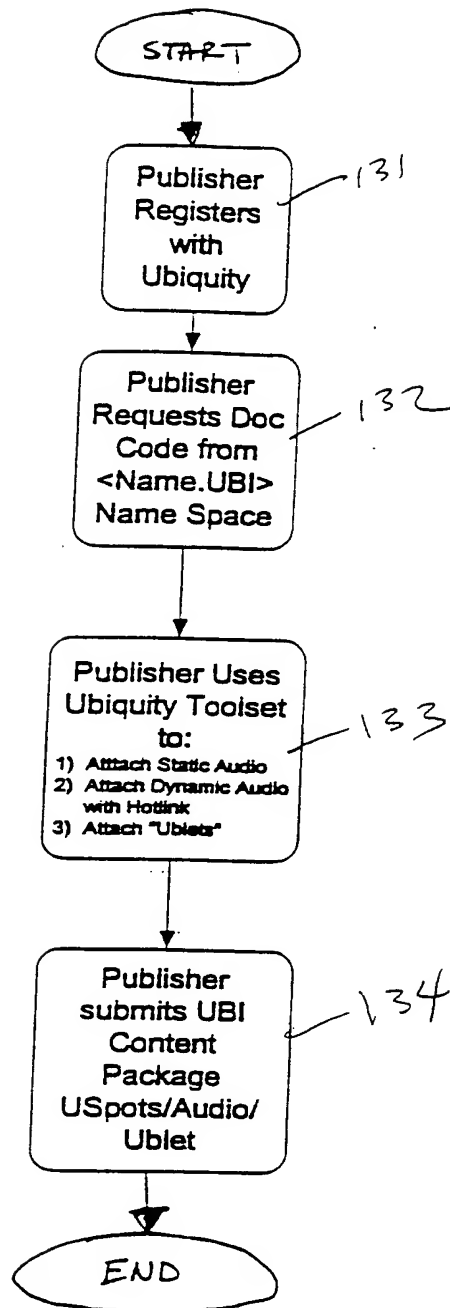 START
Publisher
Registers
with
Ubiquity
131
Publisher
Requests Doc
Code from
<Name.UBI>
Name Space
132
Publisher Uses
Ubiquity Toolset
to:
1) Atttach Static Audio
2) Attach Dynamic Audio
with Hotlink
3) Attach "Ublets"
133
Publisher
submits UBI
Content
Package
USpots/Audio/
Ublet
134
END